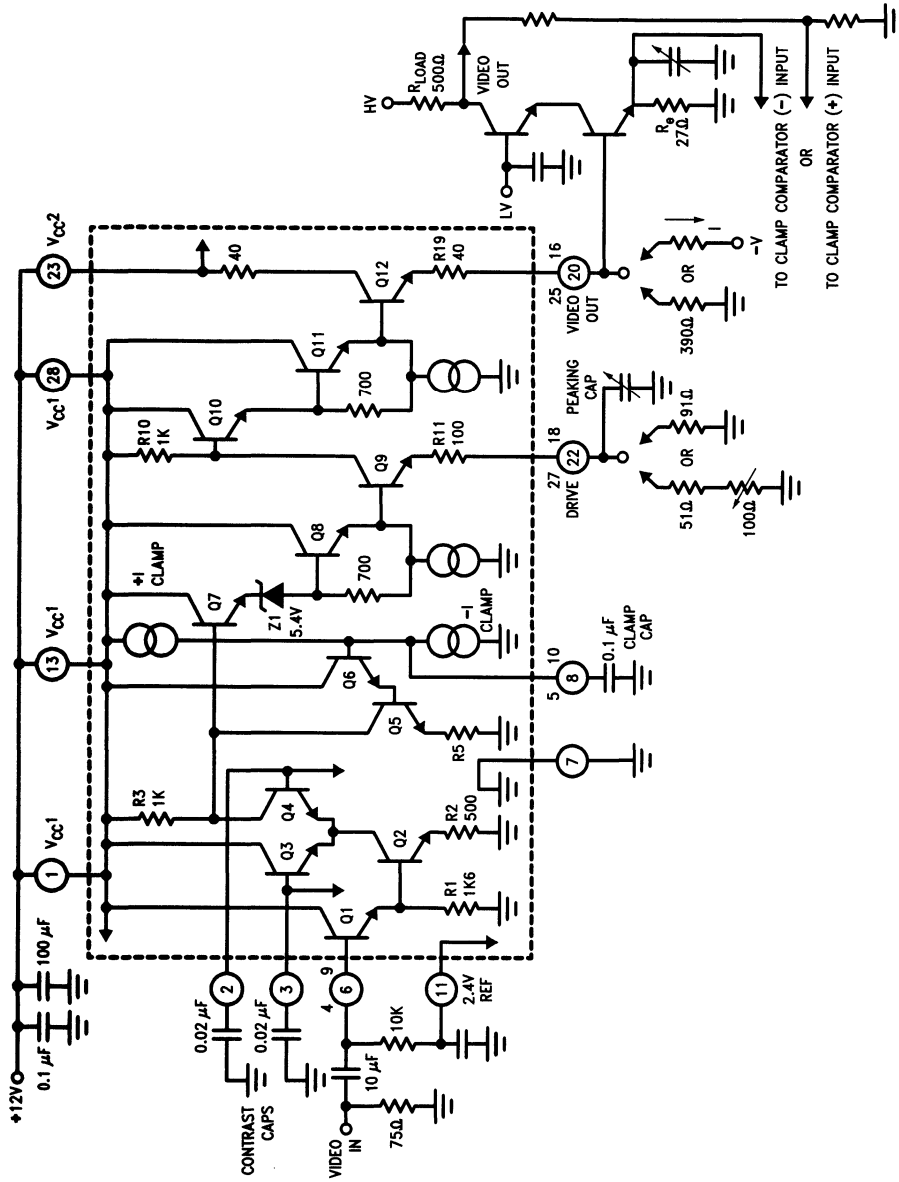 +12V
0.1 μF
100 μF
1
VCC1
13
VCC1
28
VCC1
23
VCC2
R3
1K
+I
CLAMP
R10
1K
40
Q3
Q4
Q7
Q10
Q11
Q12
Q1
Q2
Q5
Q6
Z1
5.4V
Q8
Q9
700
700
R11
100
R19
40
R1
1K6
R2
500
R5
-I
CLAMP
CONTRAST
CAPS
0.02 μF
2
0.02 μF
3
VIDEO
IN
75Ω
10 μF
4
9
6
10K
11
2.4V
REF
7
5
10
8
0.1 μF
CLAMP
CAP
27
18
22
DRIVE
PEAKING
CAP
51Ω
OR
91Ω
100Ω
25
16
20
VIDEO
OUT
390Ω
OR
I
-V
HV
RLOAD
500Ω
VIDEO
OUT
LV
Re
27Ω
TO CLAMP COMPARATOR (-) INPUT
OR
TO CLAMP COMPARATOR (+) INPUT